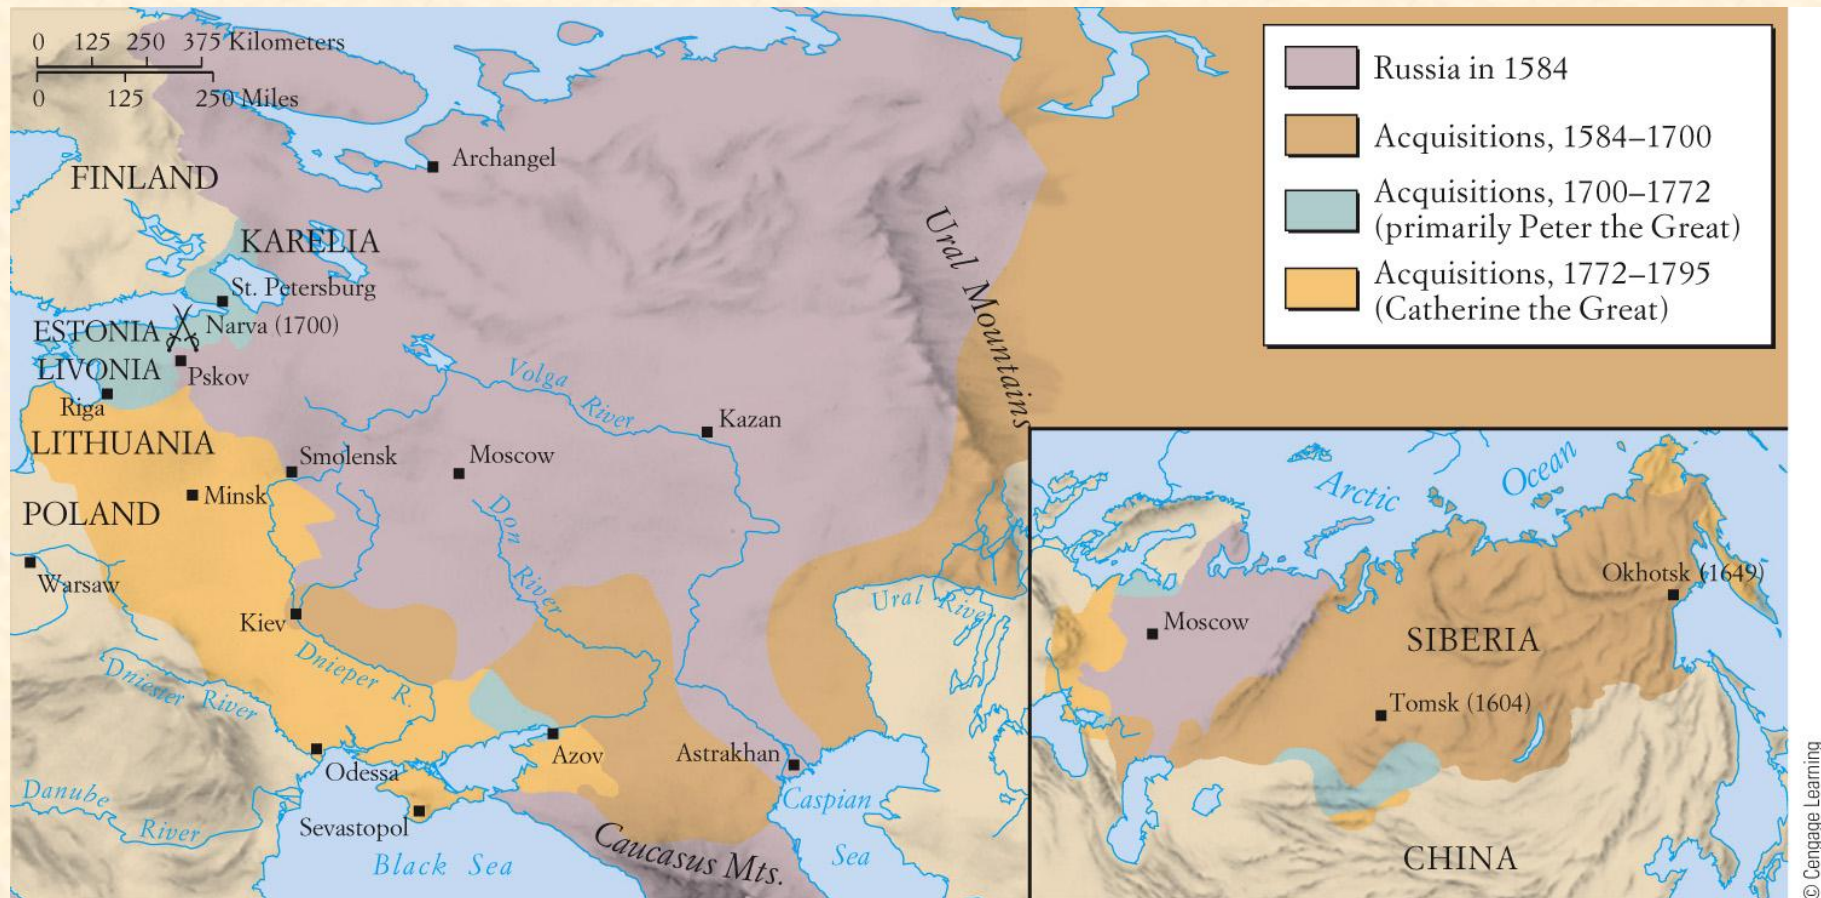 0 125 250 375 Kilometers
0 125 250 Miles
Russia in 1584
Acquisitions, 1584–1700
Acquisitions, 1700–1772
(primarily Peter the Great)
Acquisitions, 1772–1795
(Catherine the Great)
Archangel
FINLAND
KARELIA
Ural Mountains
St. Petersburg
ESTONIA
Narva (1700)
LIVONIA
Pskov
Riga
Volga
River
Kazan
LITHUANIA
Smolensk
Moscow
Minsk
POLAND
Don
River
Warsaw
Kiev
Ural River
Dnieper R.
Dniester River
Azov
Astrakhan
Odessa
Danube
River
Sevastopol
Black Sea
Caucasus Mts.
Caspian
Sea
Arctic
Ocean
Okhotsk (1649)
Moscow
SIBERIA
Tomsk (1604)
CHINA
© Cengage Learning